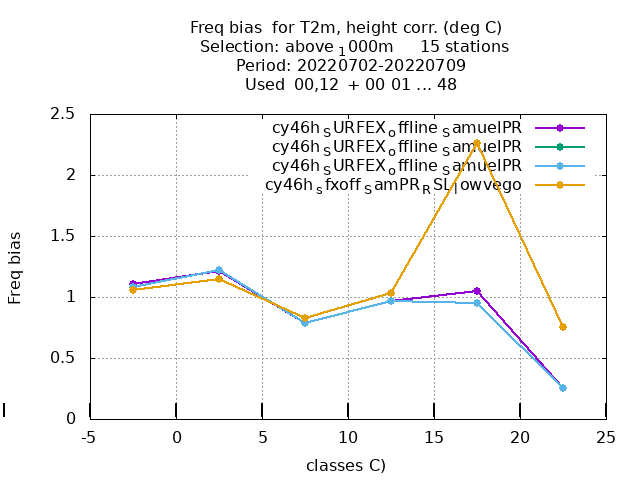 Freq bias for T2m, height corr. (deg C)
Selection: above ₁000m 15 stations
Period: 20220702-20220709
Used 00,12 + 00 01 ... 48
2.5
2
1.5
1
0.5
0
Freq bias
cy46hₛURFEXₒfflineₛamuelPR
cy46hₛURFEXₒfflineₛamuelPR
cy46hₛURFEXₒfflineₛamuelPR
cy46hₛfxoffₛamPRRSLlowvego
-5 0 5 10 15 20 25
classes C)